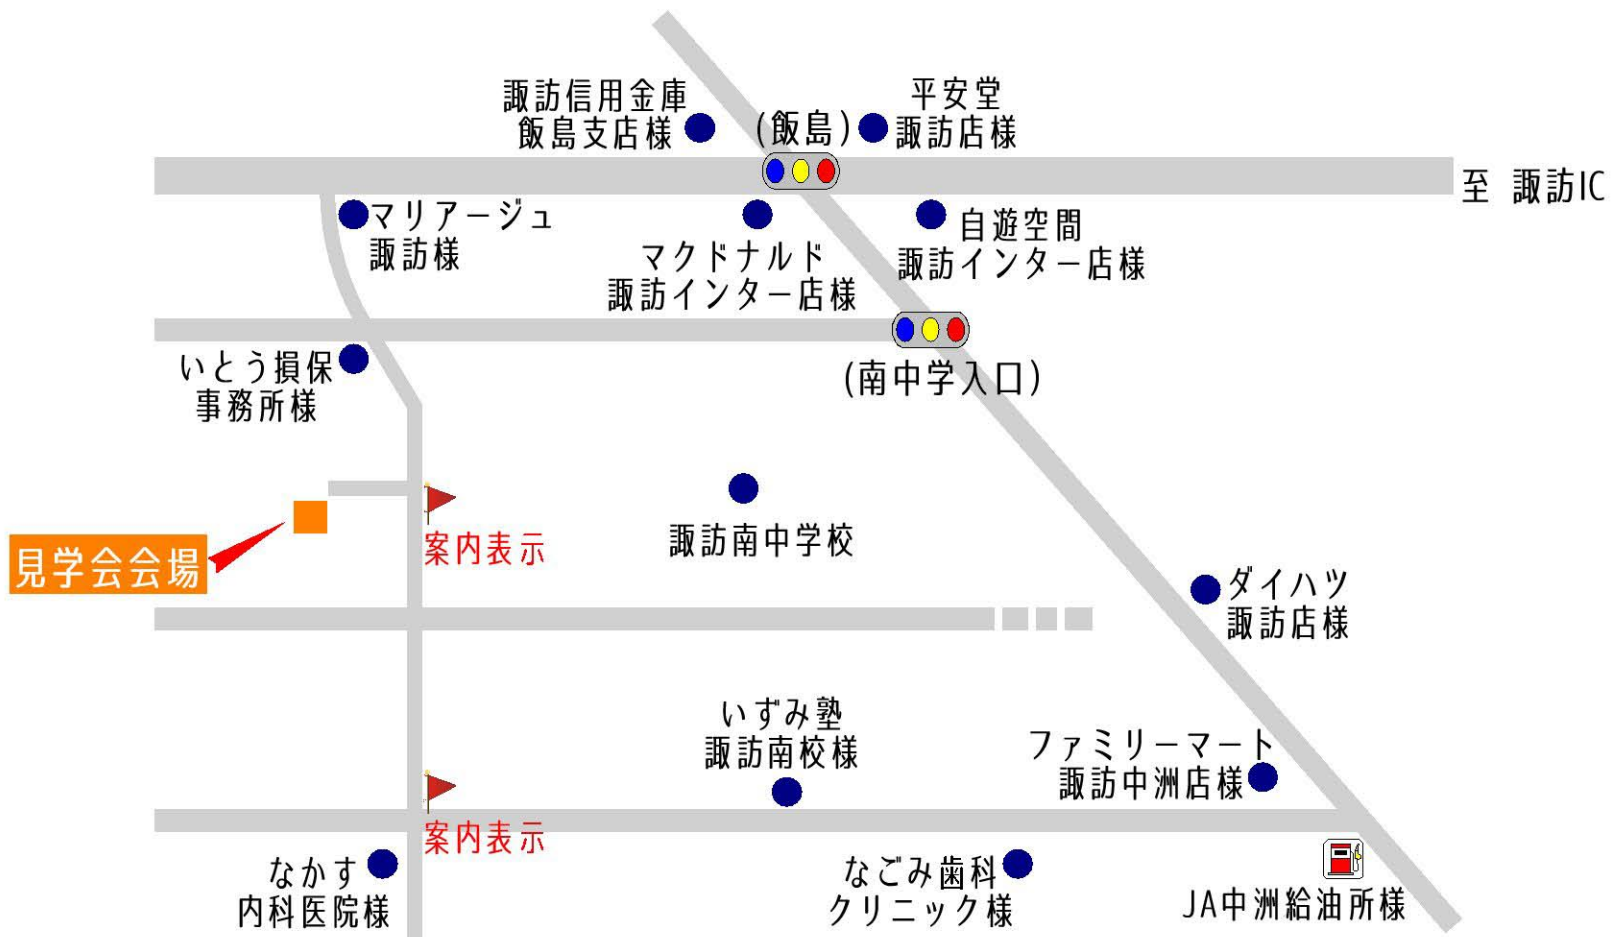 諏訪信用金庫
飯島支店様
(飯島)
平安堂
諏訪店様
至 諏訪IC
マリアージュ
諏訪様
マクドナルド
諏訪インター店様
自遊空間
諏訪インター店様
いとう損保
事務所様
(南中学入口)
見学会会場
案内表示
諏訪南中学校
ダイハツ
諏訪店様
いずみ塾
諏訪南校様
ファミリーマート
諏訪中洲店様
案内表示
なかす
内科医院様
なごみ歯科
クリニック様
JA中洲給油所様